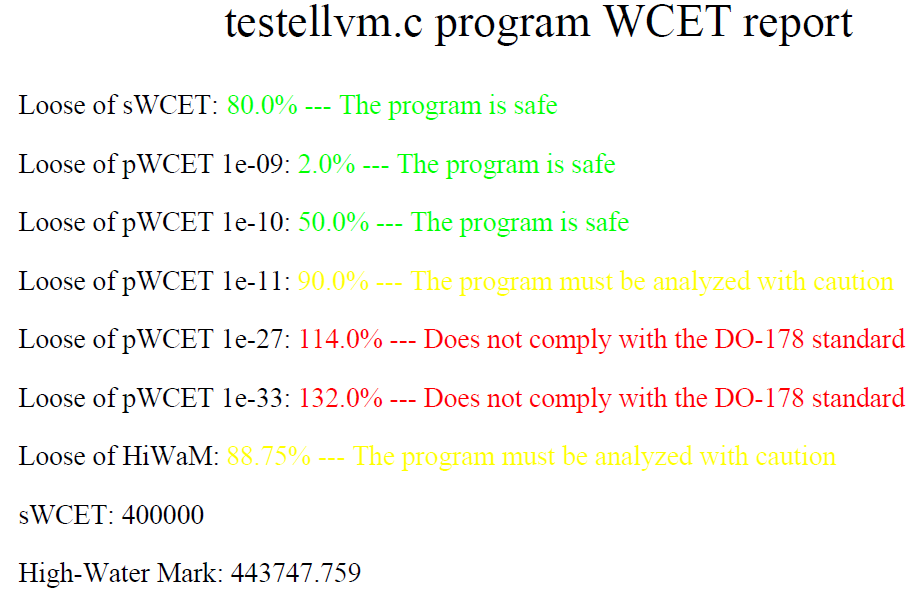 testellvm.c program WCET report
Loose of sWCET: 80.0% --- The program is safe
Loose of pWCET 1e-09: 2.0% --- The program is safe
Loose of pWCET 1e-10: 50.0% --- The program is safe
Loose of pWCET 1e-11: 90.0% --- The program must be analyzed with caution
Loose of pWCET 1e-27: 114.0% --- Does not comply with the DO-178 standard
Loose of pWCET 1e-33: 132.0% --- Does not comply with the DO-178 standard
Loose of HiWaM: 88.75% --- The program must be analyzed with caution
sWCET: 400000
High-Water Mark: 443747.759